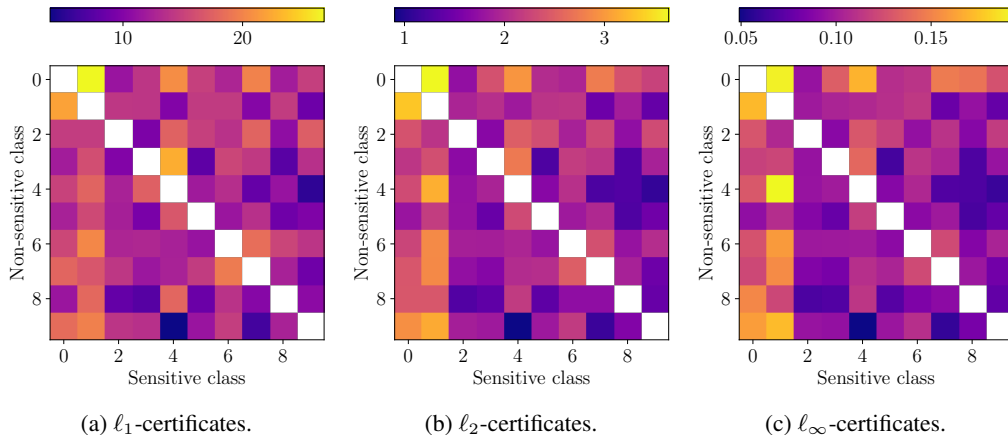 10 20
1 2 3
0.05 0.10 0.15
Non-sensitive class
0
2
4
6
8
0 2 4 6 8
Sensitive class
Non-sensitive class
0
2
4
6
8
0 2 4 6 8
Sensitive class
Non-sensitive class
0
2
4
6
8
0 2 4 6 8
Sensitive class
(a) ℓ₁-certificates.
(b) ℓ₂-certificates.
(c) ℓ∞-certificates.